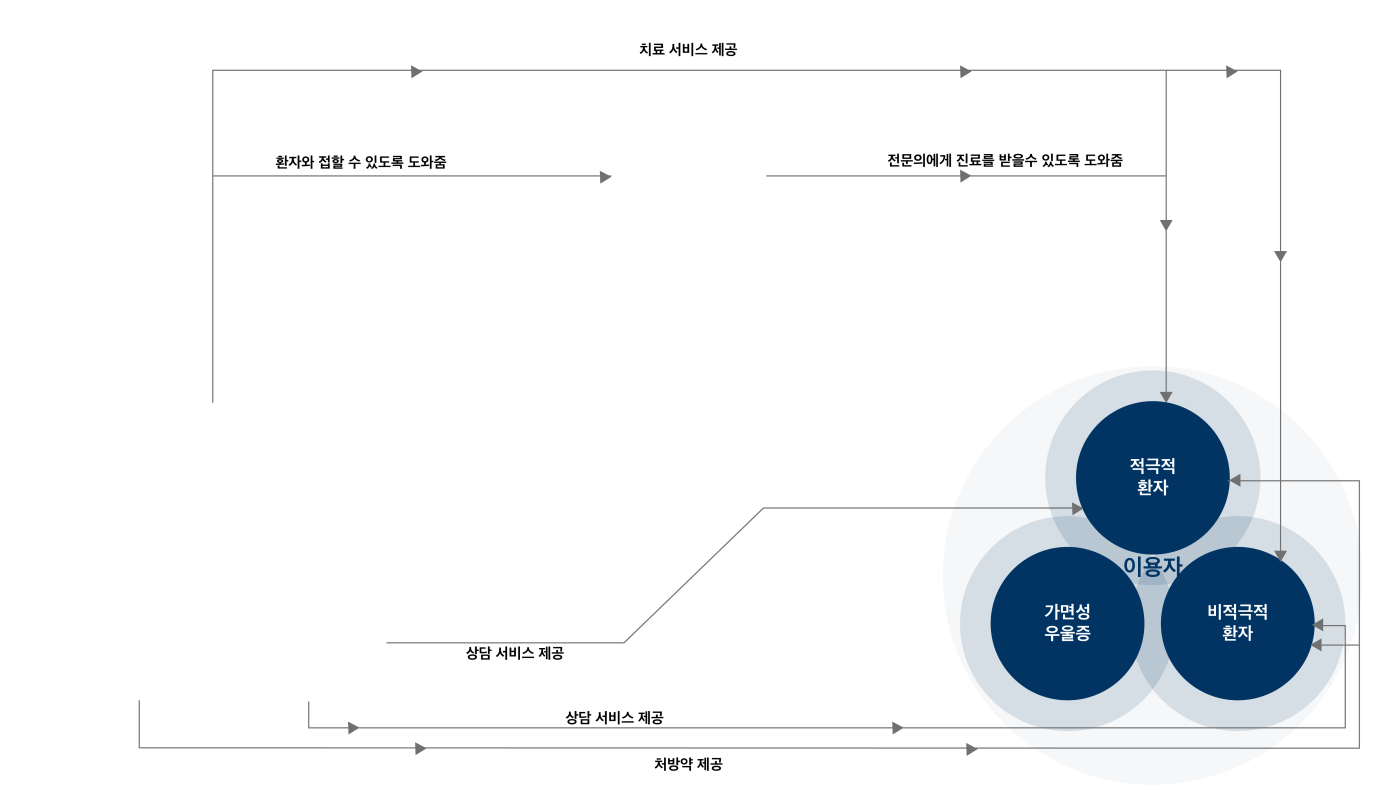 치료 서비스 제공
환자와 접할 수 있도록 도와줌
전문의에게 진료를 받을수 있도록 도와줌
적극적
환자
이용자
가면성
우울증
비적극적
환자
상담 서비스 제공
상담 서비스 제공
처방약 제공